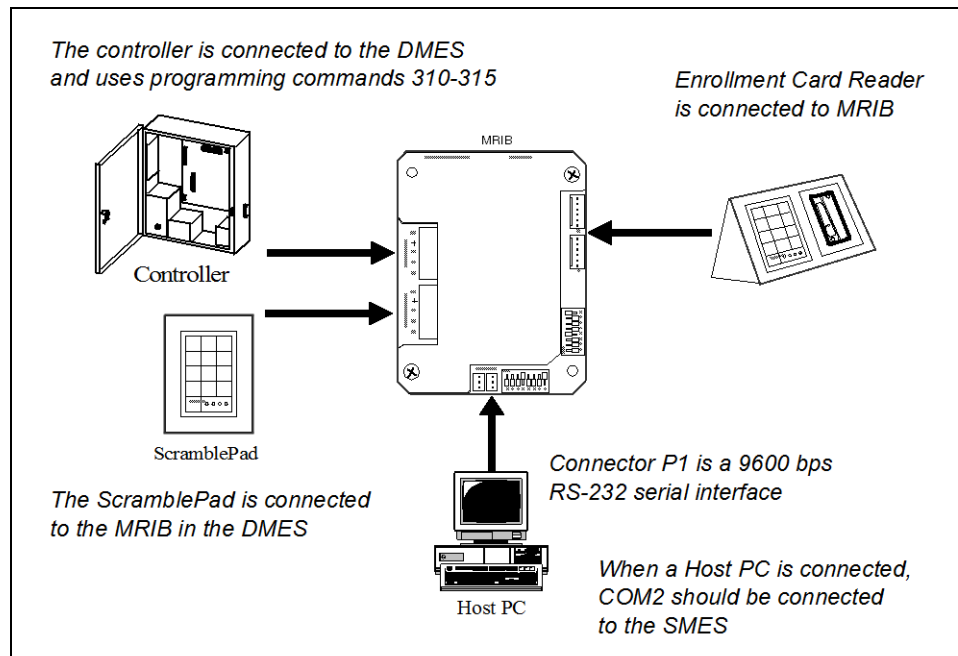 The controller is connected to the DMES
and uses programming commands 310-315
Enrollment Card Reader
is connected to MRIB
MRIB
Controller
ScramblePad
The ScramblePad is connected
to the MRIB in the DMES
Connector P1 is a 9600 bps
RS-232 serial interface
Host PC
When a Host PC is connected,
COM2 should be connected
to the SMES